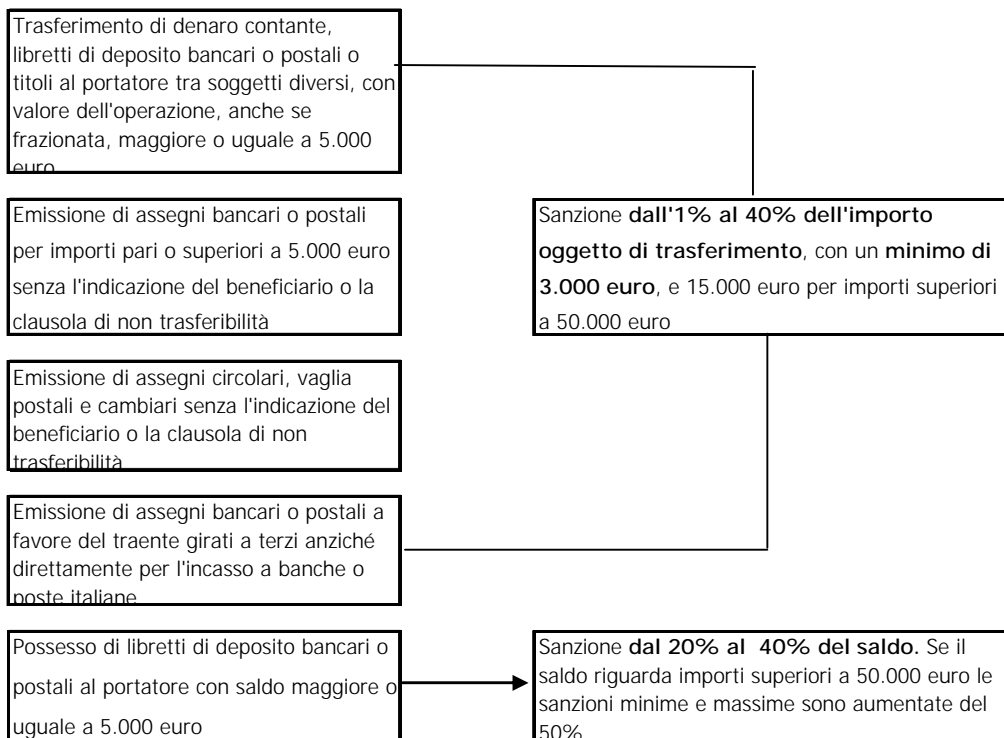 Trasferimento di denaro contante,
libretti di deposito bancari o postali o
titoli al portatore tra soggetti diversi, con
valore dell'operazione, anche se
frazionata, maggiore o uguale a 5.000
euro
Emissione di assegni bancari o postali
per importi pari o superiori a 5.000 euro
senza l'indicazione del beneficiario o la
clausola di non trasferibilità
Sanzione dall'1% al 40% dell'importo
oggetto di trasferimento, con un minimo di
3.000 euro, e 15.000 euro per importi superiori
a 50.000 euro
Emissione di assegni circolari, vaglia
postali e cambiari senza l'indicazione del
beneficiario o la clausola di non
trasferibilità
Emissione di assegni bancari o postali a
favore del traente girati a terzi anziché
direttamente per l'incasso a banche o
poste italiane
Possesso di libretti di deposito bancari o
postali al portatore con saldo maggiore o
uguale a 5.000 euro
Sanzione dal 20% al 40% del saldo. Se il
saldo riguarda importi superiori a 50.000 euro le
sanzioni minime e massime sono aumentate del
50%